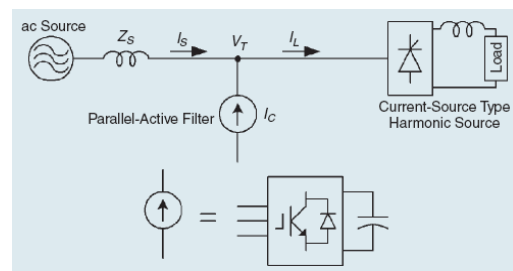 ac Source
Z_S
I_S
V_T
I_L
Load
Parallel-Active Filter
I_C
Current-Source Type
Harmonic Source
=